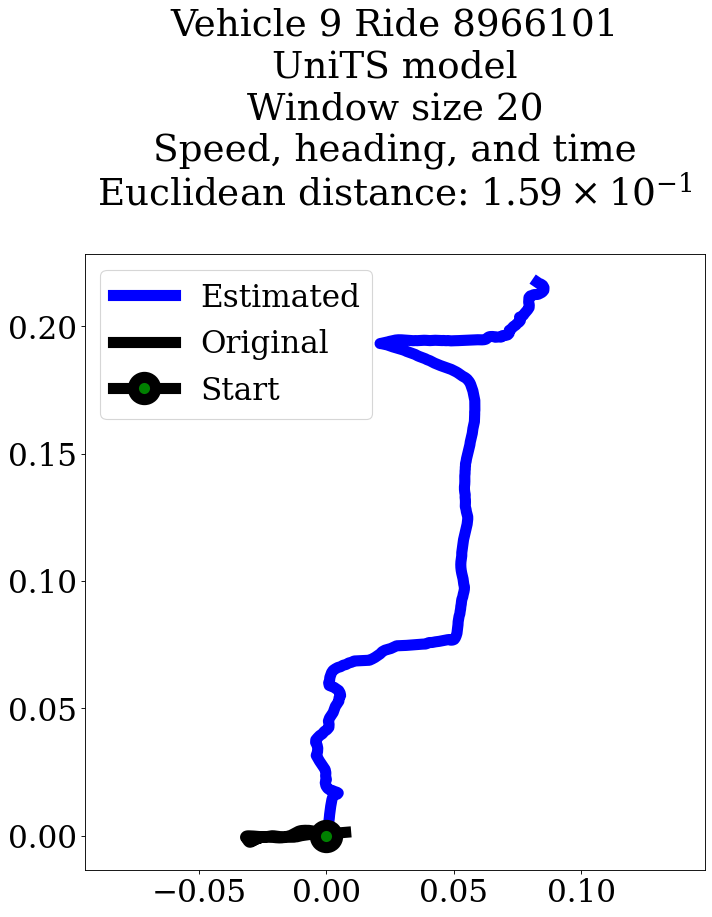 Vehicle 9 Ride 8966101
UniTS model
Window size 20
Speed, heading, and time
Euclidean distance: $1.59 \times 10^{-1}$
Estimated
Original
Start
0.20
0.15
0.10
0.05
0.00
−0.05 0.00 0.05 0.10